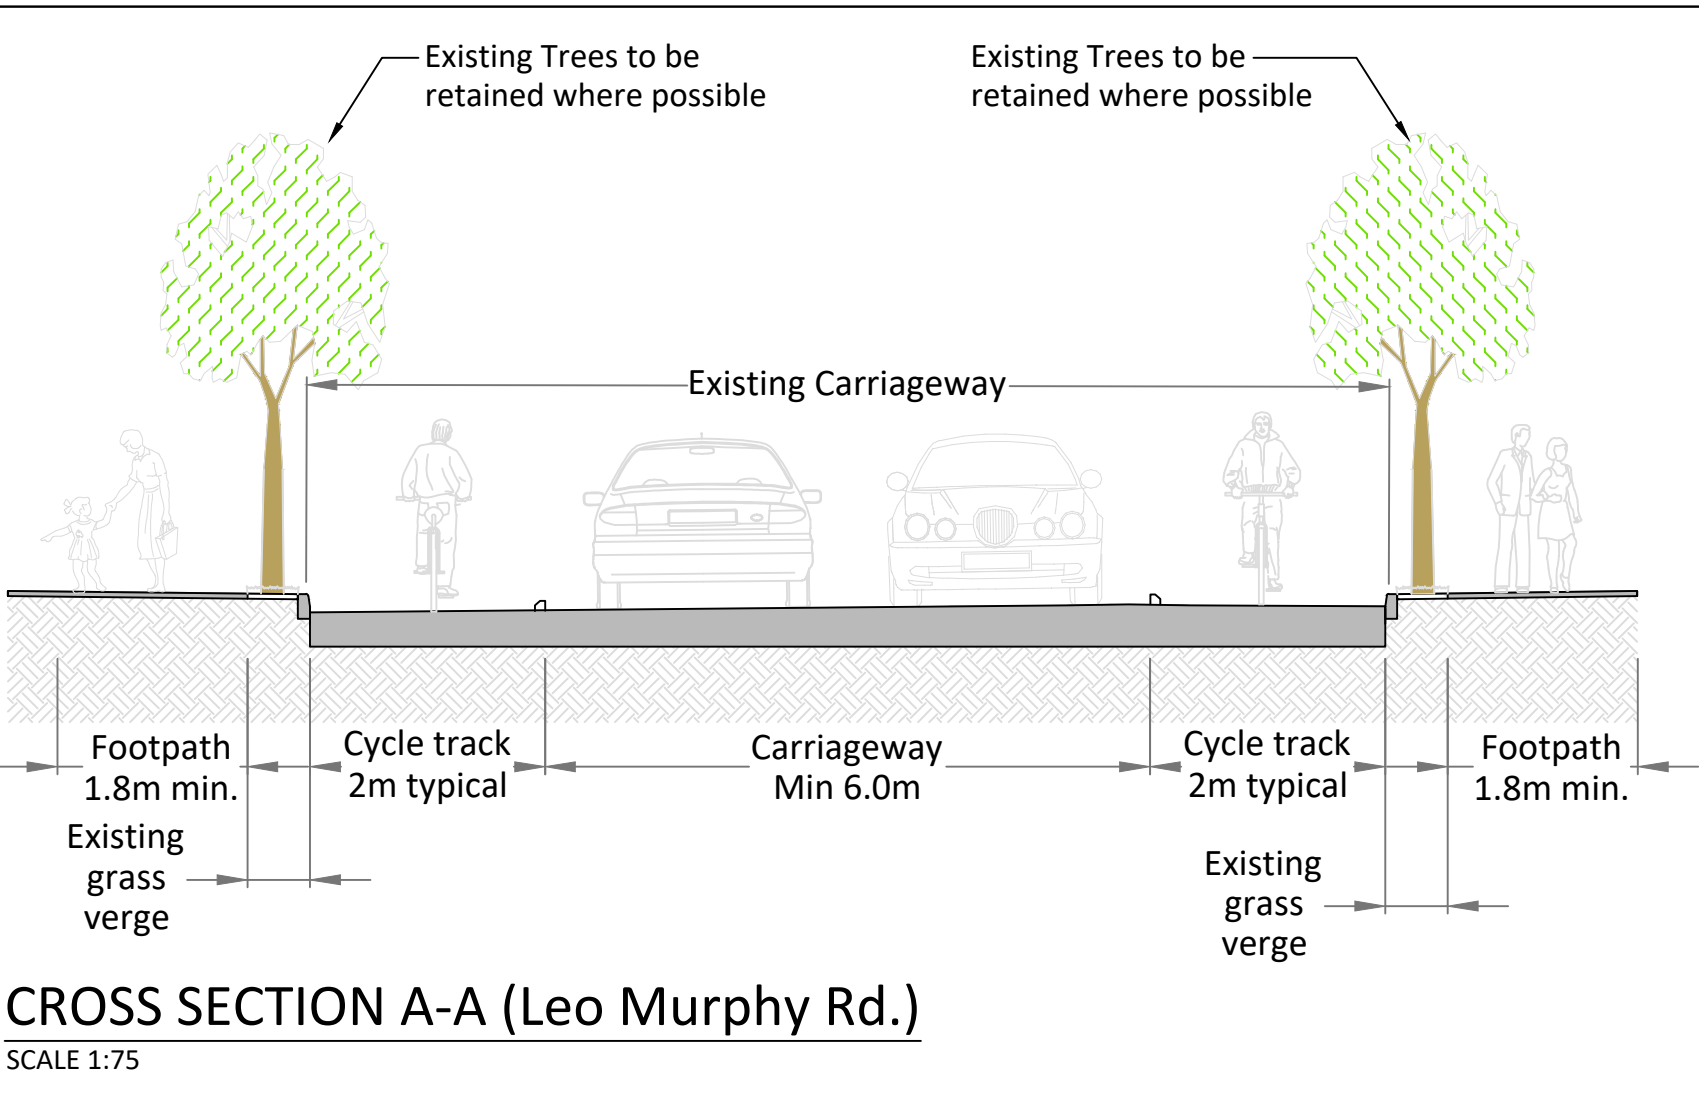 Existing Trees to be
retained where possible
Existing Trees to be
retained where possible
Existing Carriageway
Footpath
1.8m min.
Cycle track
2m typical
Carriageway
Min 6.0m
Cycle track
2m typical
Footpath
1.8m min.
Existing
grass
verge
Existing
grass
verge
CROSS SECTION A-A (Leo Murphy Rd.)
SCALE 1:75